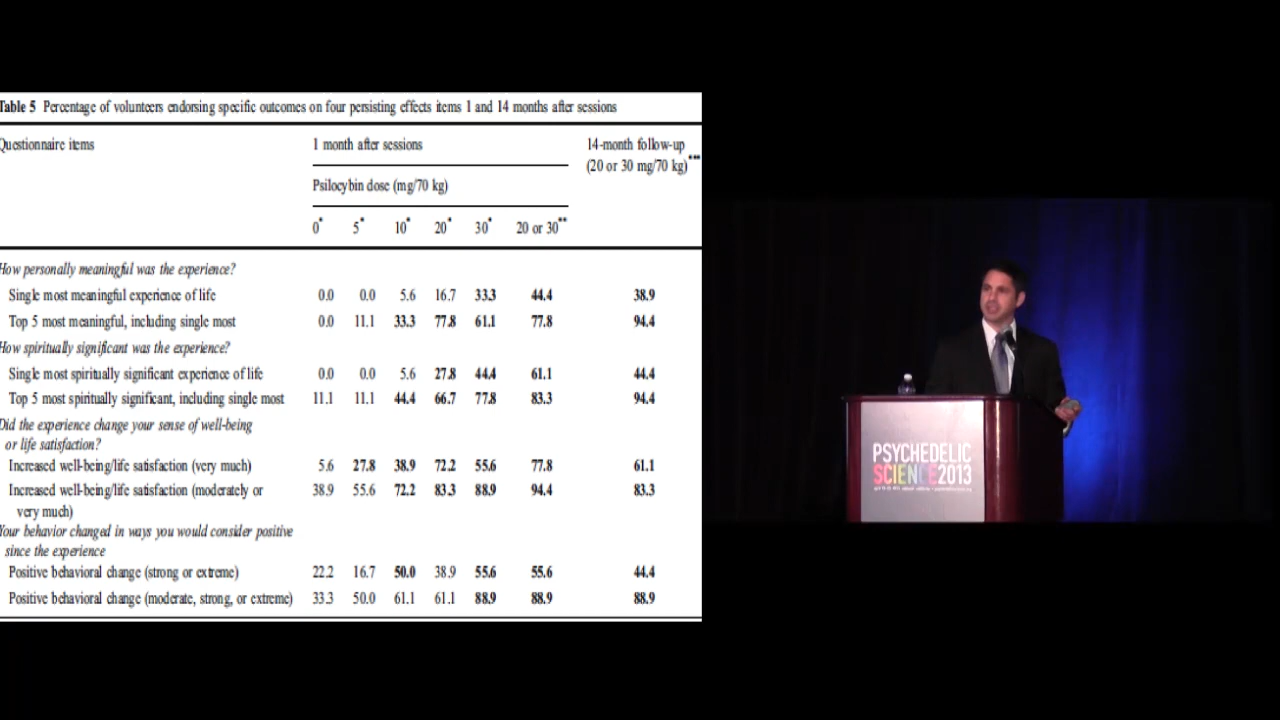 Table 5 Percentage of volunteers endorsing specific outcomes on four persisting effects items 1 and 14 months after sessions
Questionnaire items 1 month after sessions 14-month follow-up
(20 or 30 mg/70 kg)***
Psilocybin dose (mg/70 kg)
0* 5* 10* 20* 30* 20 or 30**
How personally meaningful was the experience?
Single most meaningful experience of life 0.0 0.0 5.6 16.7 33.3 44.4 38.9
Top 5 most meaningful, including single most 0.0 11.1 33.3 77.8 61.1 77.8 94.4
How spiritually significant was the experience?
Single most spiritually significant experience of life 0.0 0.0 5.6 27.8 44.4 61.1 44.4
Top 5 most spiritually significant, including single most 11.1 11.1 44.4 66.7 77.8 83.3 94.4
Did the experience change your sense of well-being
or life satisfaction?
Increased well-being/life satisfaction (very much) 5.6 27.8 38.9 72.2 55.6 77.8 61.1
Increased well-being/life satisfaction (moderately or 38.9 55.6 72.2 83.3 88.9 94.4 83.3
very much)
Your behavior changed in ways you would consider positive
since the experience
Positive behavioral change (strong or extreme) 22.2 16.7 50.0 38.9 55.6 55.6 44.4
Positive behavioral change (moderate, strong, or extreme) 33.3 50.0 61.1 61.1 88.9 88.9 88.9
PSYCHEDELIC
SCIENCE2013